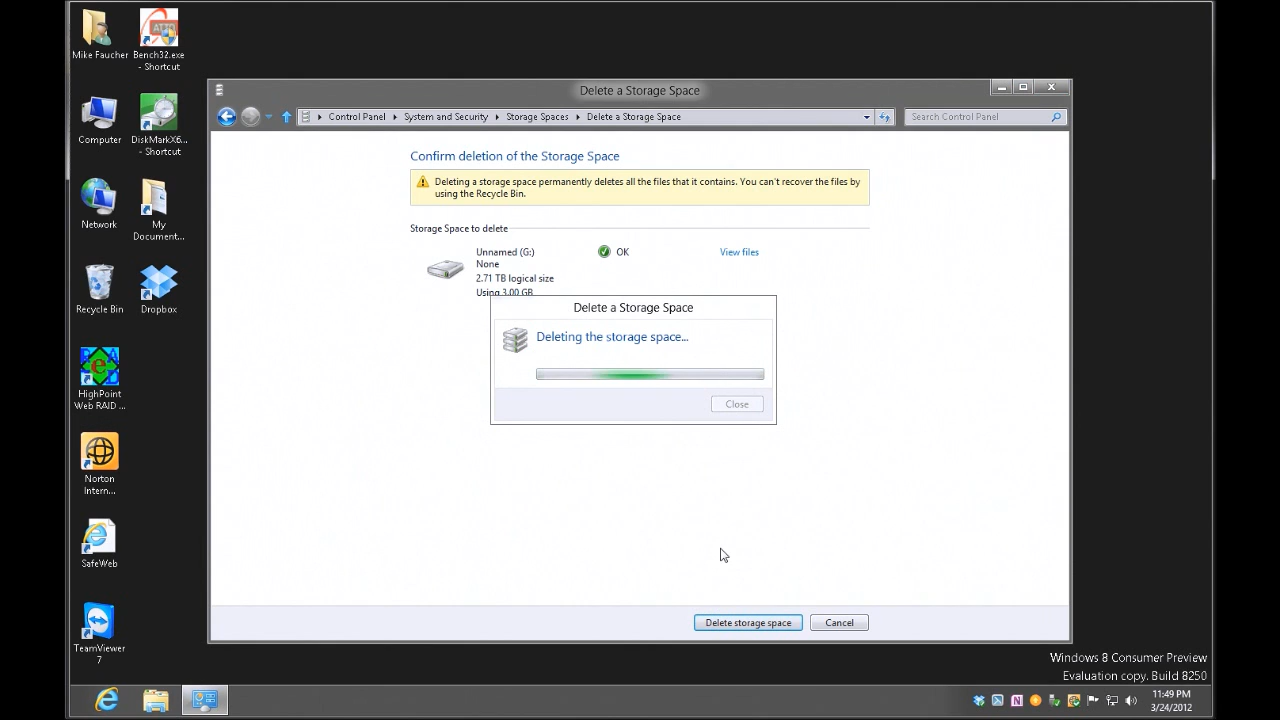 Mike Faucher
Bench32.exe
- Shortcut
Computer
DiskMarkX6...
- Shortcut
Network
My
Document...
Recycle Bin
Dropbox
HighPoint
Web RAID ...
Norton
Intern...
SafeWeb
TeamViewer
7
Delete a Storage Space
Control Panel
System and Security
Storage Spaces
Delete a Storage Space
Search Control Panel
Confirm deletion of the Storage Space
Deleting a storage space permanently deletes all the files that it contains. You can't recover the files by
using the Recycle Bin.
Storage Space to delete
Unnamed (G:)
None
2.71 TB logical size
Using 3.00 GB
OK
View files
Delete a Storage Space
Deleting the storage space...
Close
Delete storage space
Cancel
Windows 8 Consumer Preview
Evaluation copy. Build 8250
11:49 PM
3/24/2012